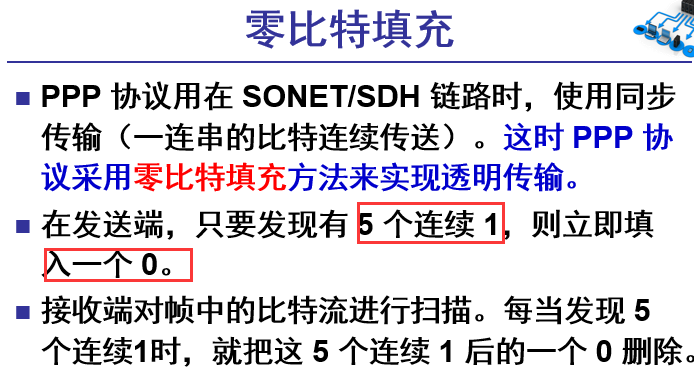 零比特填充
■ PPP 协议用在 SONET/SDH 链路时，使用同步
传输（一连串的比特连续传送）。这时 PPP 协
议采用零比特填充方法来实现透明传输。
■ 在发送端，只要发现有 5 个连续 1，则立即填
入一个 0。
■ 接收端对帧中的比特流进行扫描。每当发现 5
个连续1时，就把这 5 个连续 1 后的一个 0 删除。